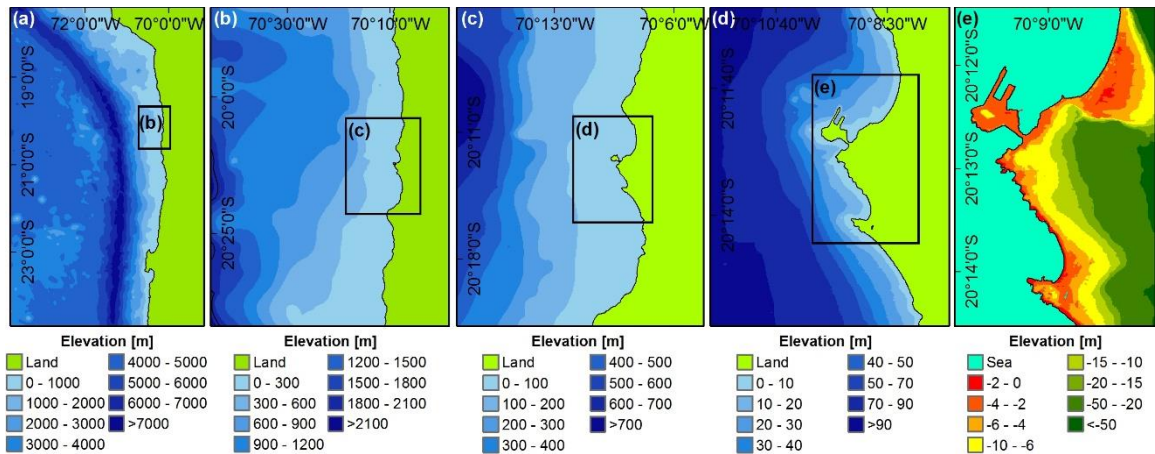 (a)
72°0'0"W 70°0'0"W
19°0'0"S
21°0'0"S
23°0'0"S
(b)
(b)
70°30'0"W 70°10'0"W
20°0'0"S
20°25'0"S
(c)
(c)
70°13'0"W 70°6'0"W
20°11'0"S
20°18'0"S
(d)
(d)
70°10'40"W 70°8'30"W
20°11'40"S
20°14'0"S
(e)
(e)
70°9'0"W
20°12'0"S
20°13'0"S
20°14'0"S
Elevation [m]
Land
0 - 1000
1000 - 2000
2000 - 3000
3000 - 4000
4000 - 5000
5000 - 6000
6000 - 7000
>7000
Elevation [m]
Land
0 - 300
300 - 600
600 - 900
900 - 1200
1200 - 1500
1500 - 1800
1800 - 2100
>2100
Elevation [m]
Land
0 - 100
100 - 200
200 - 300
300 - 400
400 - 500
500 - 600
600 - 700
>700
Elevation [m]
Land
0 - 10
10 - 20
20 - 30
30 - 40
40 - 50
50 - 70
70 - 90
>90
Elevation [m]
Sea
-2 - 0
-4 - -2
-6 - -4
-10 - -6
-15 - -10
-20 - -15
-50 - -20
<-50